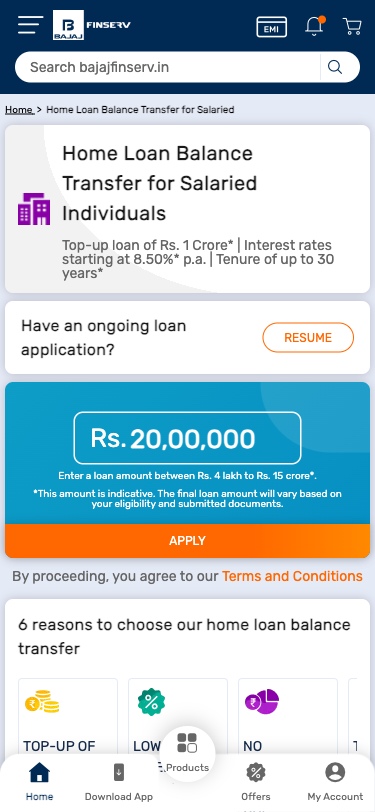 BAJAJ
FINSERV
EMI
Search bajajfinserv.in
Home > Home Loan Balance Transfer for Salaried
Home Loan Balance
Transfer for Salaried
Individuals
Top-up loan of Rs. 1 Crore* | Interest rates
starting at 8.50%* p.a. | Tenure of up to 30
years*
Have an ongoing loan
application?
RESUME
Rs. 20,00,000
Enter a loan amount between Rs. 4 lakh to Rs. 15 crore*.
*This amount is indicative. The final loan amount will vary based on
your eligibility and submitted documents.
APPLY
By proceeding, you agree to our Terms and Conditions
6 reasons to choose our home loan balance
transfer
TOP-UP OF
LOW
NO
Products
Home
Download App
Offers
My Account